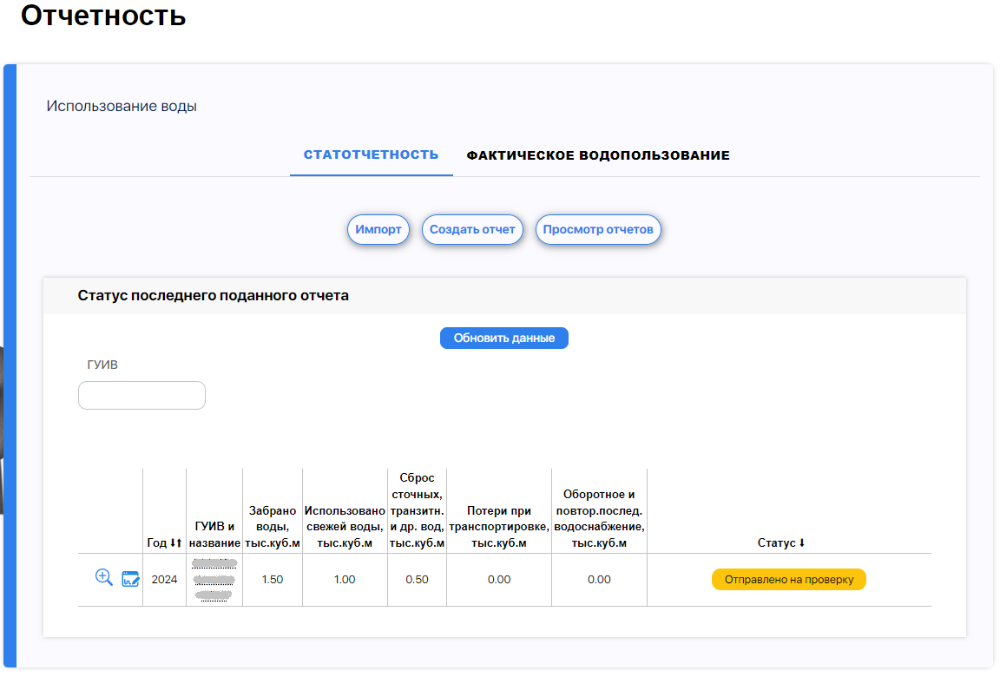 Отчетность
Использование воды
СТАТОТЧЕТНОСТЬ
ФАКТИЧЕСКОЕ ВОДОПОЛЬЗОВАНИЕ
Импорт
Создать отчет
Просмотр отчетов
Статус последнего поданного отчета
Обновить данные
ГУИВ
Год ⬇⬆
ГУИВ и
название
Забрано
воды,
тыс.куб.м
Использовано
свежей воды,
тыс.куб.м
Сброс
сточных,
транзитн.
и др. вод,
тыс.куб.м
Потери при
транспортировке,
тыс.куб.м
Оборотное и
повтор.послед.
водоснабжение,
тыс.куб.м
Статус ⬇
2024
1.50
1.00
0.50
0.00
0.00
Отправлено на проверку